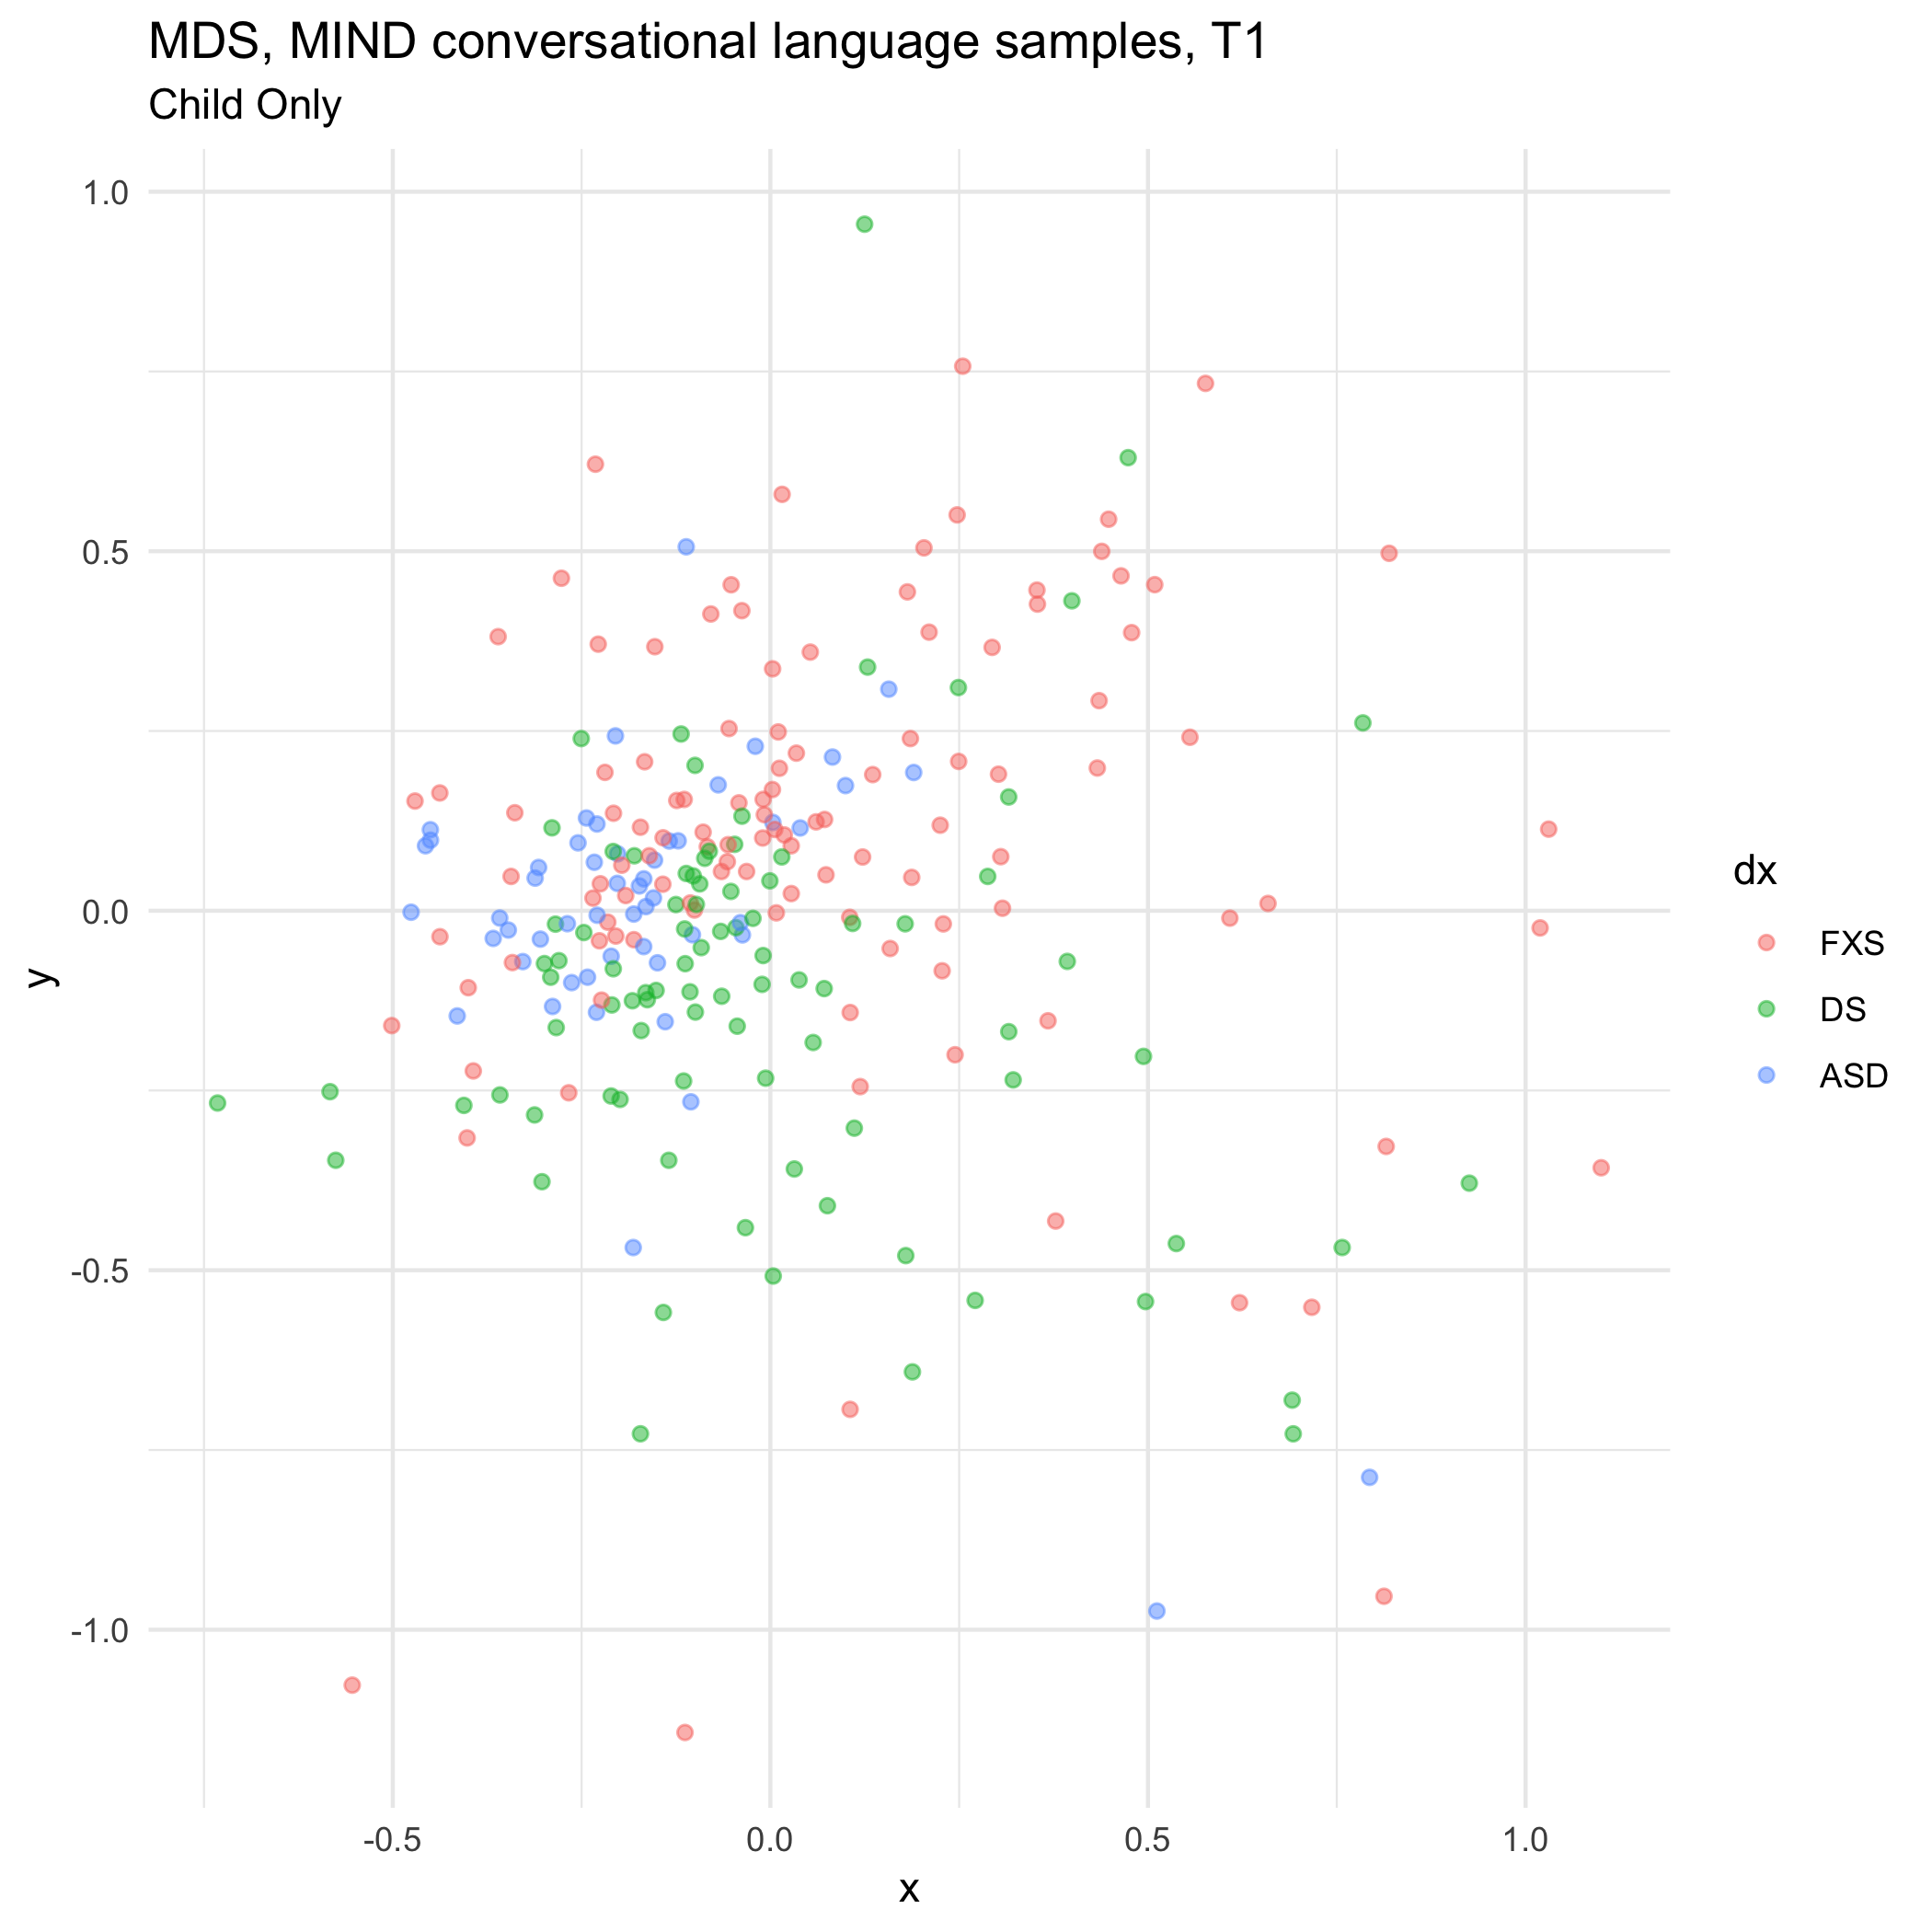 MDS, MIND conversational language samples, T1
Child Only
1.0
0.5
0.0
-0.5
-1.0
y
-0.5
0.0
0.5
1.0
x
dx
FXS
DS
ASD